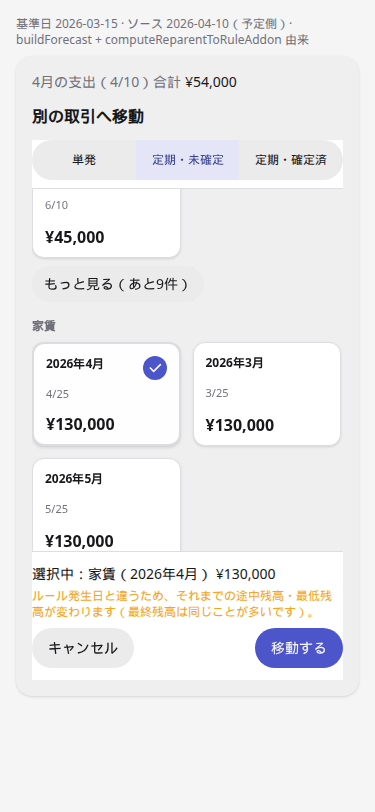 基準日 2026-03-15 · ソース 2026-04-10（予定側）·
buildForecast + computeReparentToRuleAddon 由来
4月の支出（4/10）合計 ¥54,000
別の取引へ移動
単発
定期・未確定
定期・確定済
6/10
¥45,000
もっと見る（あと9件）
家賃
2026年4月
4/25
¥130,000
2026年3月
3/25
¥130,000
2026年5月
5/25
¥130,000
選択中：家賃（2026年4月） ¥130,000
ルール発生日と違うため、それまでの途中残高・最低残
高が変わります（最終残高は同じことが多いです）。
キャンセル
移動する